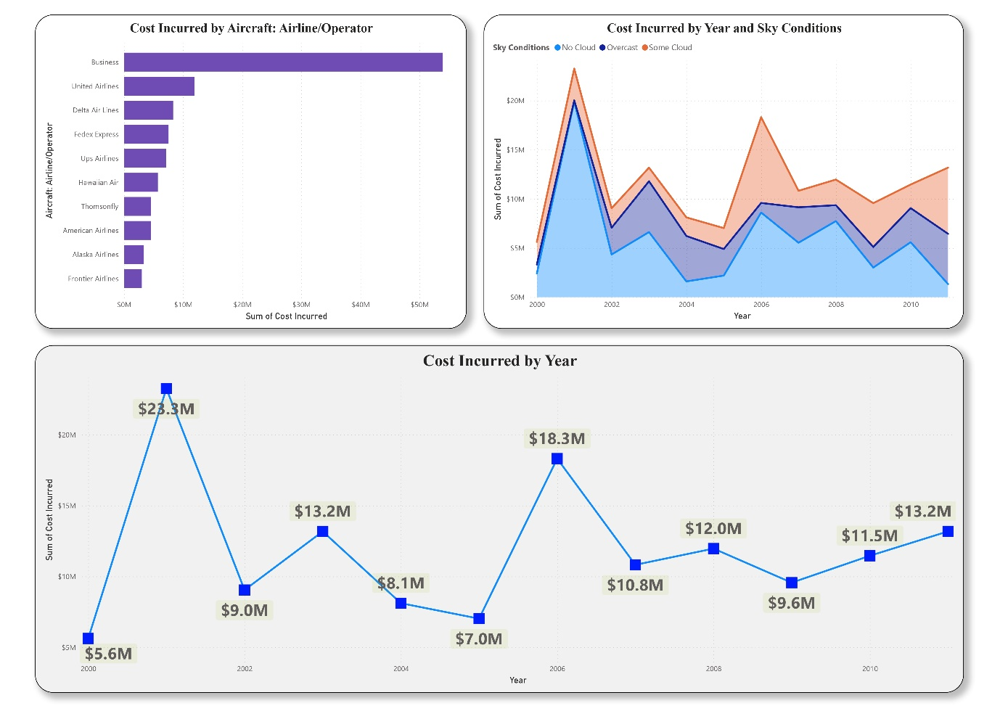 Cost Incurred by Aircraft: Airline/Operator
Aircraft: Airline/Operator
Business
United Airlines
Delta Air Lines
Fedex Express
Ups Airlines
Hawaiian Air
Thomsonfly
American Airlines
Alaska Airlines
Frontier Airlines
$0M $10M $20M $30M $40M $50M
Sum of Cost Incurred
Cost Incurred by Year and Sky Conditions
Sky Conditions No Cloud Overcast Some Cloud
Sum of Cost Incurred
$20M
$15M
$10M
$5M
$0M
2000 2002 2004 2006 2008 2010
Year
Cost Incurred by Year
Sum of Cost Incurred
$20M
$15M
$10M
$5M
$5.6M
$23.3M
$9.0M
$13.2M
$8.1M
$7.0M
$18.3M
$10.8M
$12.0M
$9.6M
$11.5M
$13.2M
2000 2002 2004 2006 2008 2010
Year